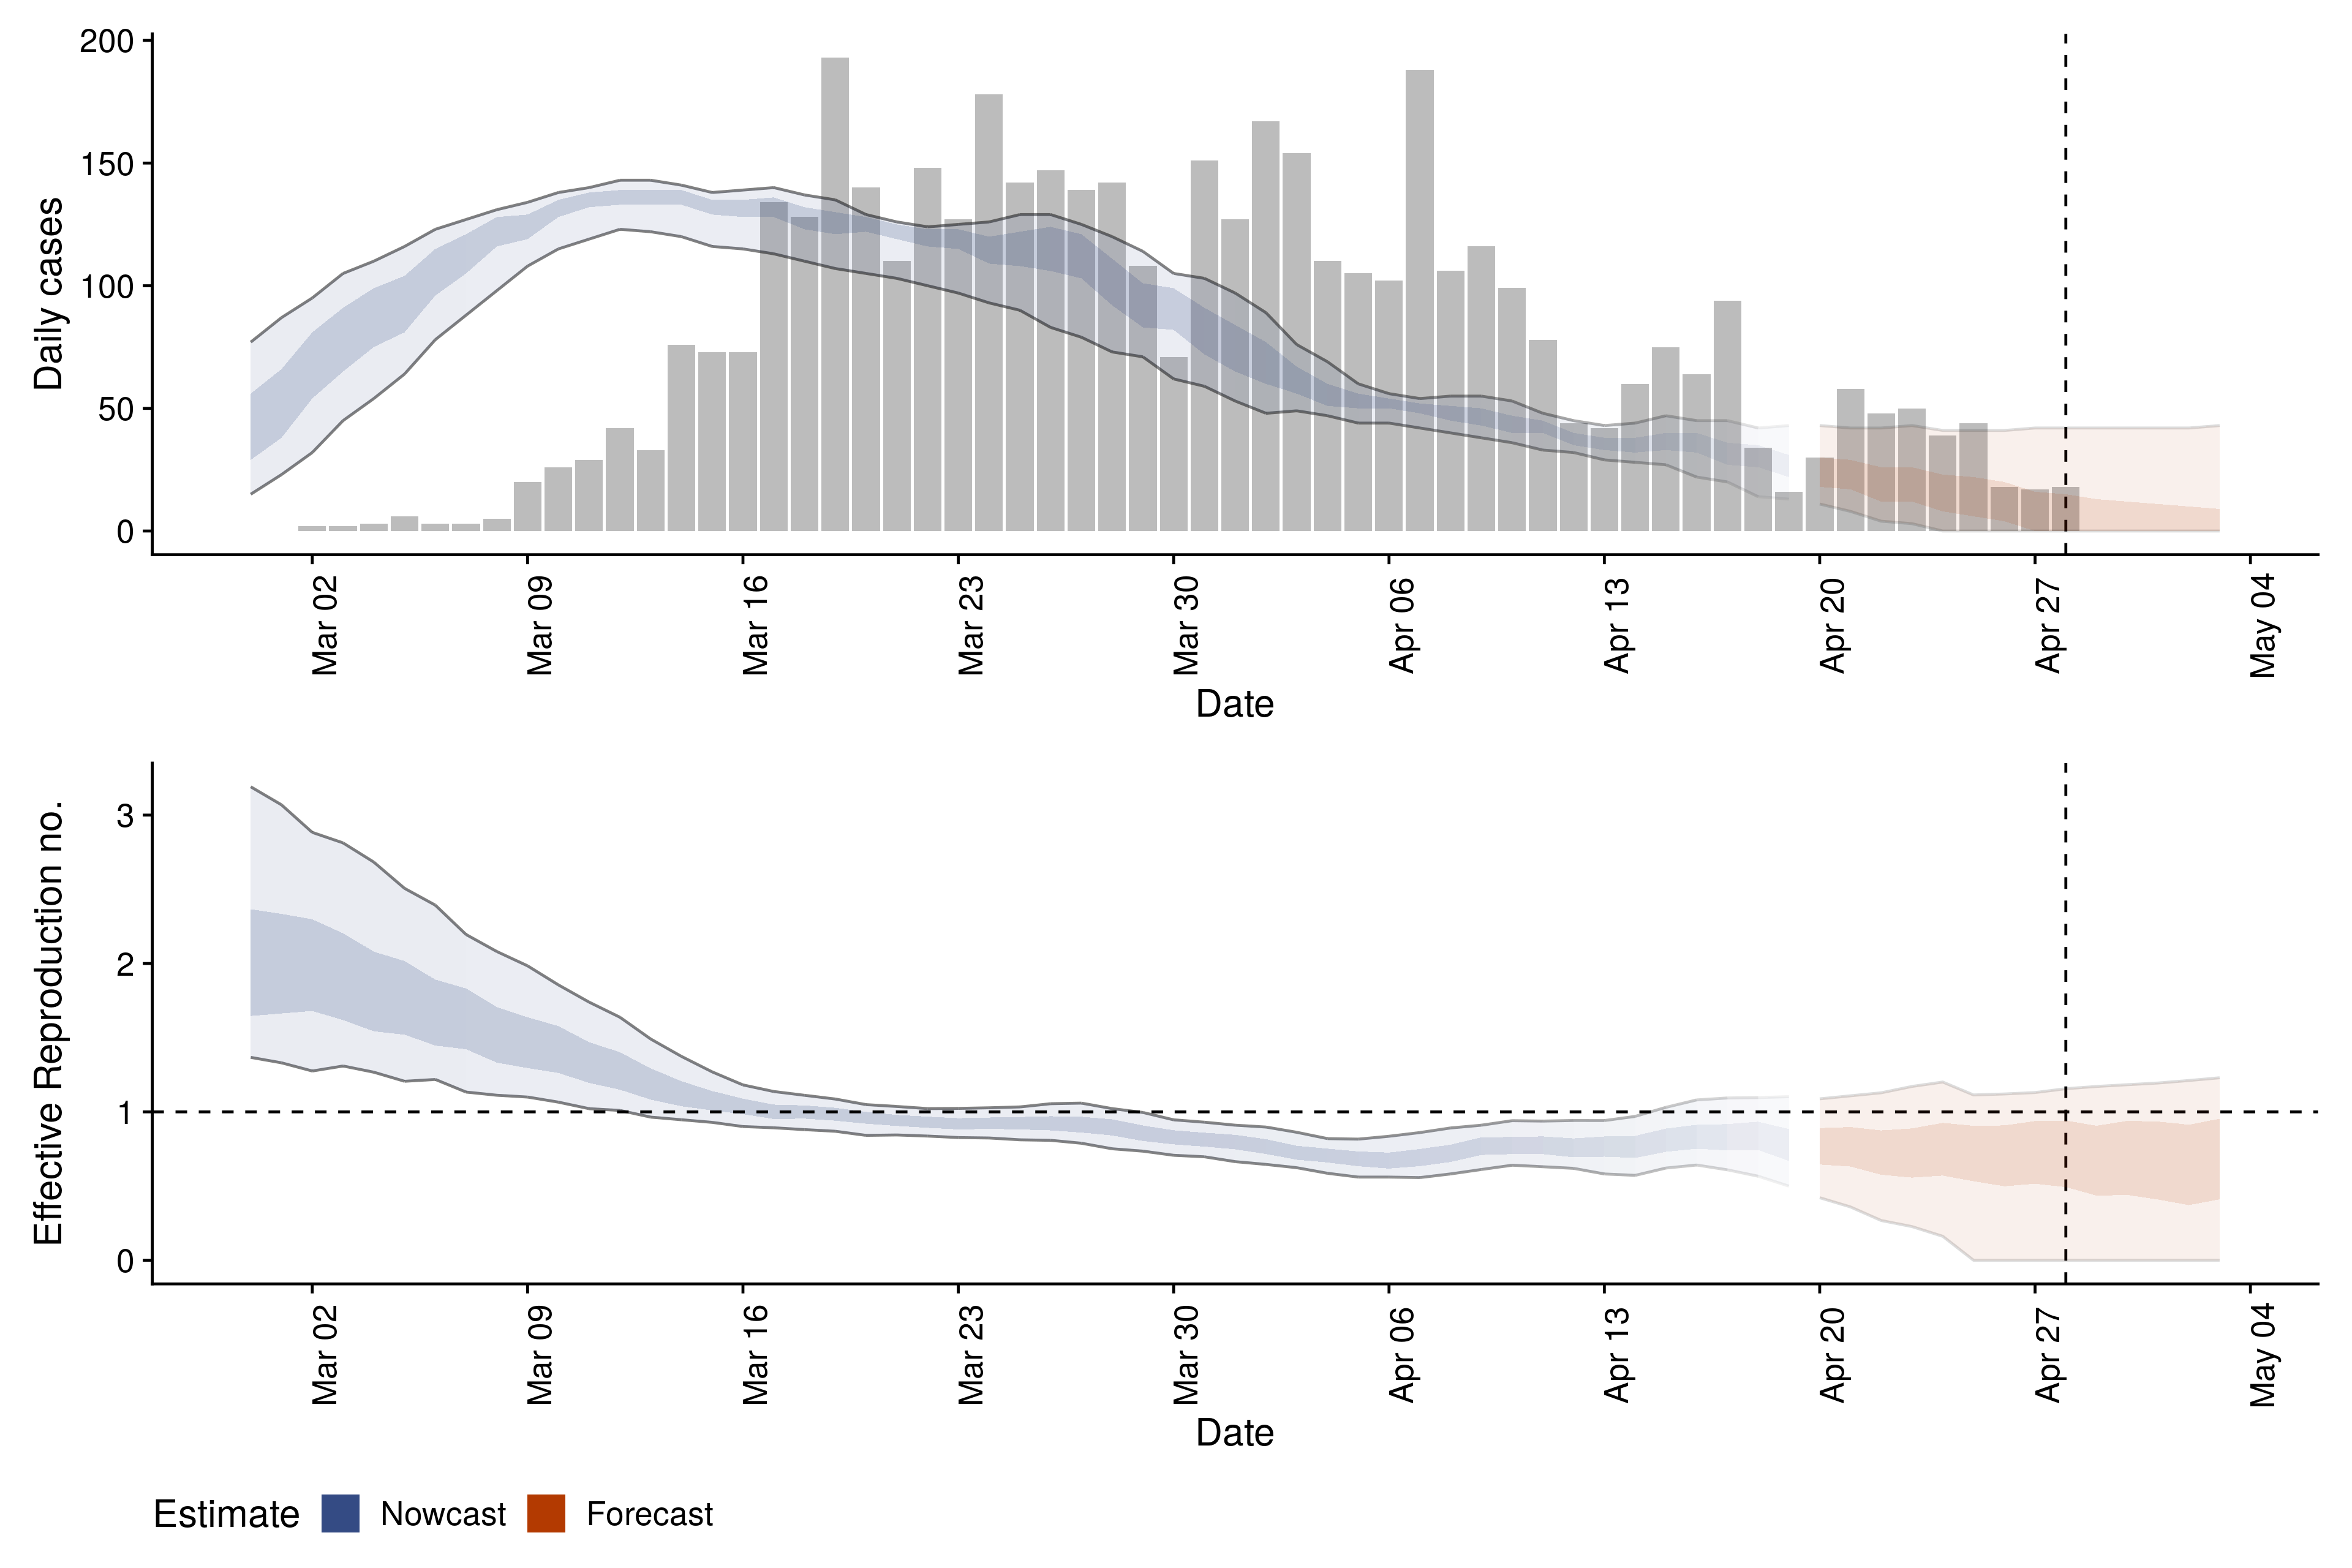 200
150
100
50
0
Daily cases
Mar 02
Mar 09
Mar 16
Mar 23
Mar 30
Apr 06
Apr 13
Apr 20
Apr 27
May 04
Date
3
2
1
0
Effective Reproduction no.
Mar 02
Mar 09
Mar 16
Mar 23
Mar 30
Apr 06
Apr 13
Apr 20
Apr 27
May 04
Date
Estimate Nowcast Forecast